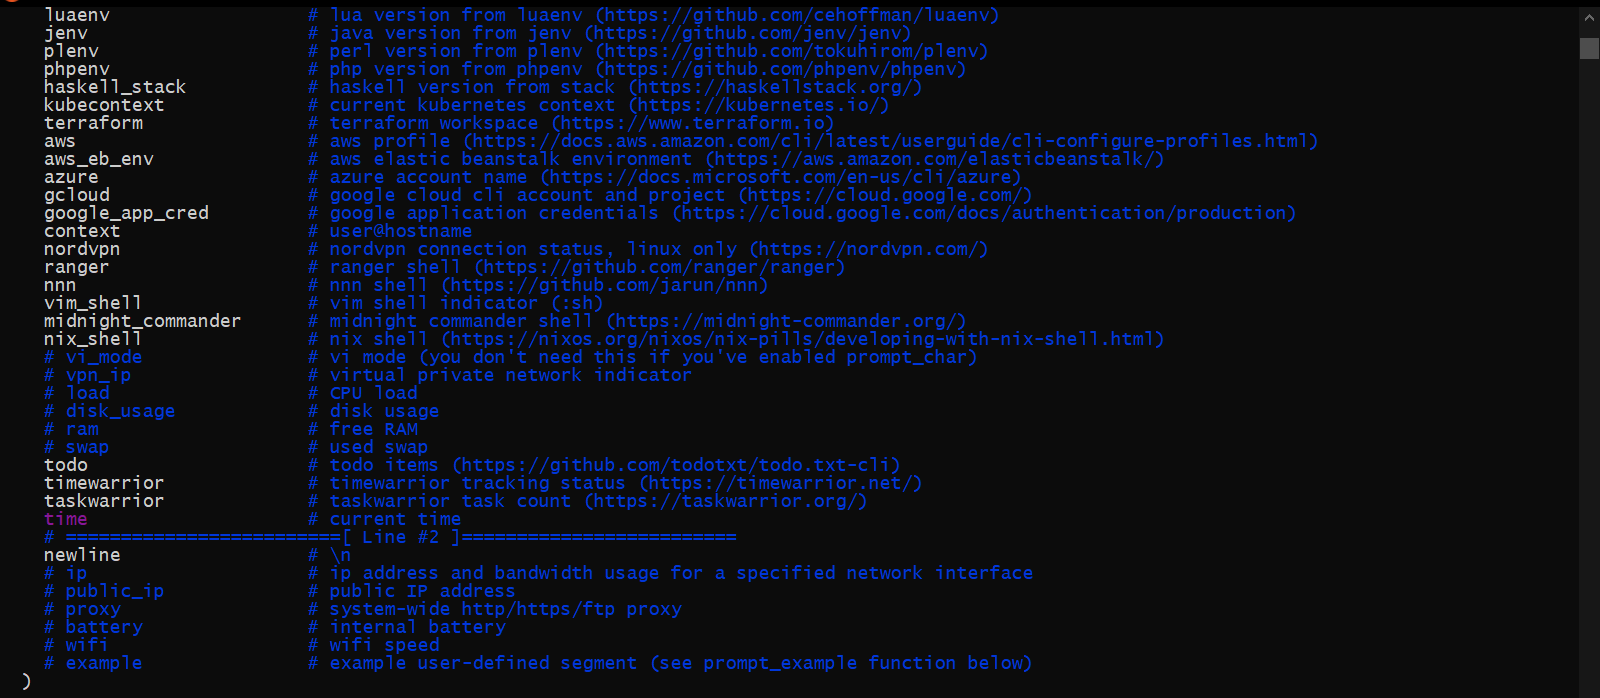 luaenv # lua version from luaenv (https://github.com/cehoffman/luaenv)
jenv # java version from jenv (https://github.com/jenv/jenv)
plenv # perl version from plenv (https://github.com/tokuhirom/plenv)
phpenv # php version from phpenv (https://github.com/phpenv/phpenv)
haskell_stack # haskell version from stack (https://haskellstack.org/)
kubecontext # current kubernetes context (https://kubernetes.io/)
terraform # terraform workspace (https://www.terraform.io)
aws # aws profile (https://docs.aws.amazon.com/cli/latest/userguide/cli-configure-profiles.html)
aws_eb_env # aws elastic beanstalk environment (https://aws.amazon.com/elasticbeanstalk/)
azure # azure account name (https://docs.microsoft.com/en-us/cli/azure)
gcloud # google cloud cli account and project (https://cloud.google.com/)
google_app_cred # google application credentials (https://cloud.google.com/docs/authentication/production)
context # user@hostname
nordvpn # nordvpn connection status, linux only (https://nordvpn.com/)
ranger # ranger shell (https://github.com/ranger/ranger)
nnn # nnn shell (https://github.com/jarun/nnn)
vim_shell # vim shell indicator (:sh)
midnight_commander # midnight commander shell (https://midnight-commander.org/)
nix_shell # nix shell (https://nixos.org/nixos/nix-pills/developing-with-nix-shell.html)
# vi_mode # vi mode (you don't need this if you've enabled prompt_char)
# vpn_ip # virtual private network indicator
# load # CPU load
# disk_usage # disk usage
# ram # free RAM
# swap # used swap
todo # todo items (https://github.com/todotxt/todo.txt-cli)
timewarrior # timewarrior tracking status (https://timewarrior.net/)
taskwarrior # taskwarrior task count (https://taskwarrior.org/)
time # current time
# =========================[ Line #2 ]=========================
newline # \n
# ip # ip address and bandwidth usage for a specified network interface
# public_ip # public IP address
# proxy # system-wide http/https/ftp proxy
# battery # internal battery
# wifi # wifi speed
# example # example user-defined segment (see prompt_example function below)
)